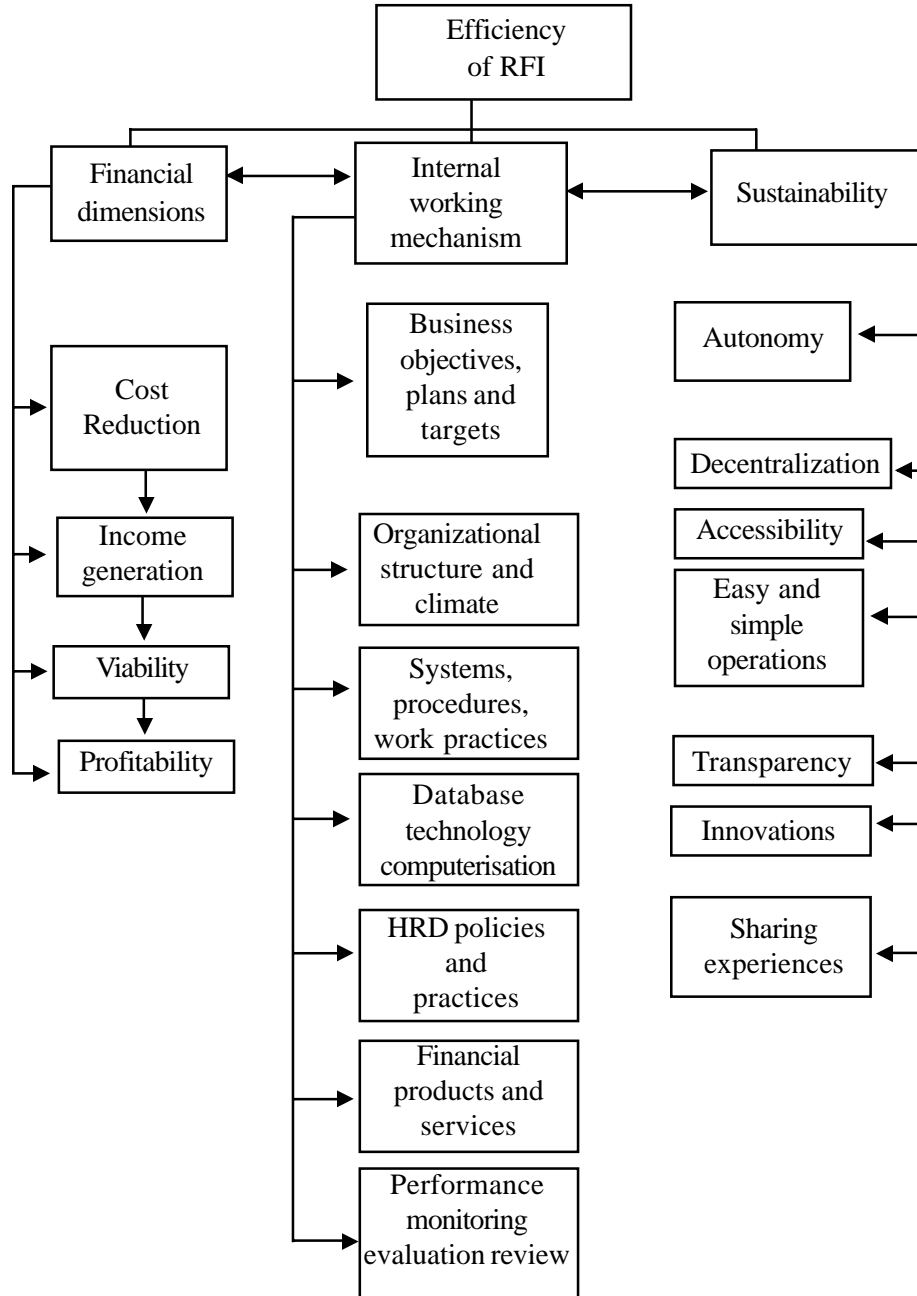 Efficiency
of RFI
Financial
dimensions
Internal
working
mechanism
Sustainability
Cost
Reduction
Income
generation
Viability
Profitability
Business
objectives,
plans and
targets
Organizational
structure and
climate
Systems,
procedures,
work practices
Database
technology
computerisation
HRD policies
and
practices
Financial
products and
services
Performance
monitoring
evaluation review
Autonomy
Decentralization
Accessibility
Easy and
simple
operations
Transparency
Innovations
Sharing
experiences